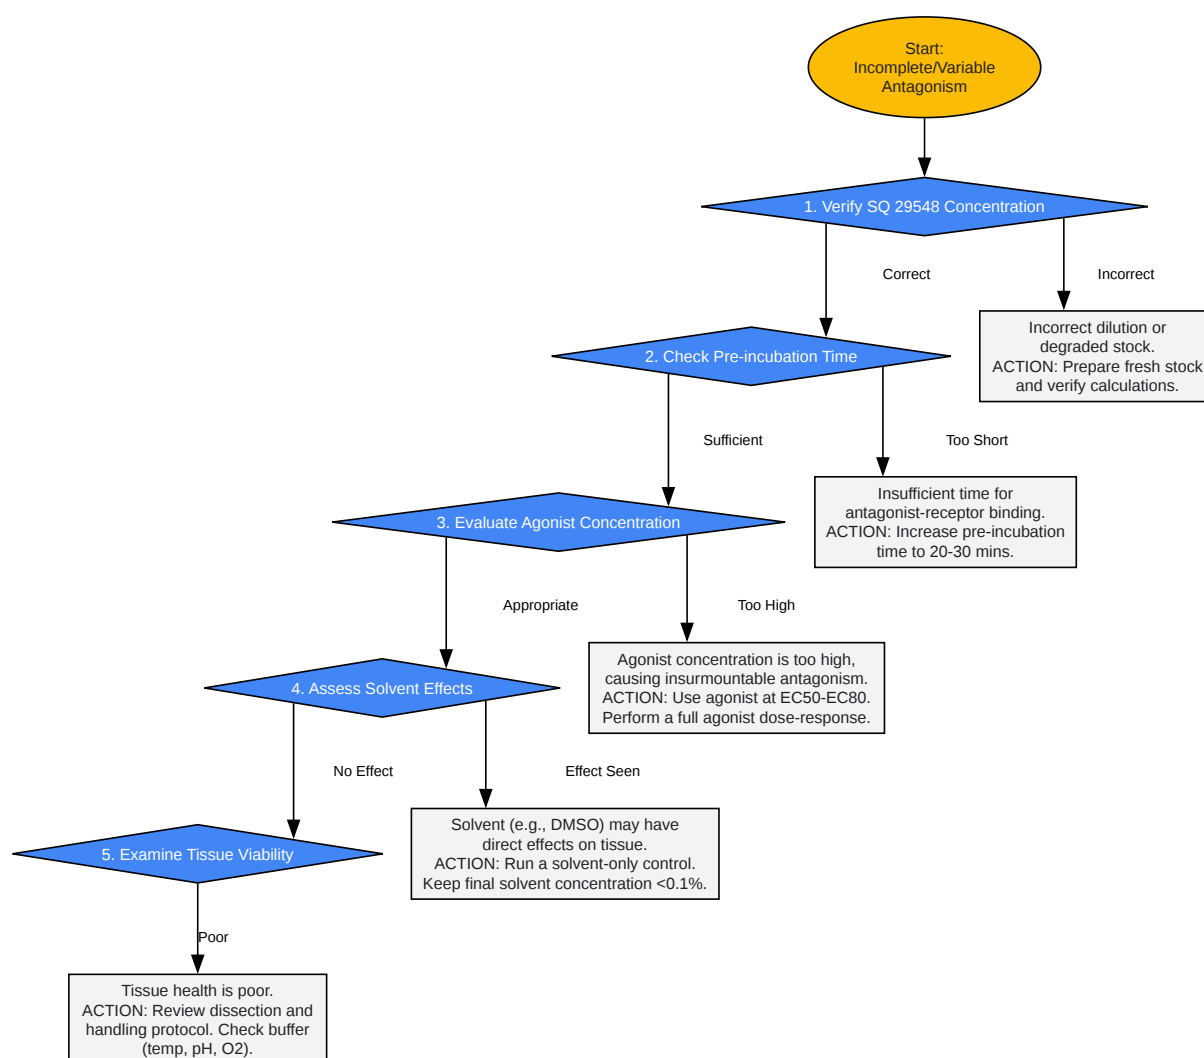 Start:
Incomplete/Variable
Antagonism
1. Verify SQ 29548 Concentration
Correct
Incorrect
Incorrect dilution or
degraded stock.
ACTION: Prepare fresh stock
and verify calculations.
2. Check Pre-incubation Time
Sufficient
Too Short
Insufficient time for
antagonist-receptor binding.
ACTION: Increase pre-incubation
time to 20-30 mins.
3. Evaluate Agonist Concentration
Appropriate
Too High
Agonist concentration is too high,
causing insurmountable antagonism.
ACTION: Use agonist at EC50-EC80.
Perform a full agonist dose-response.
4. Assess Solvent Effects
No Effect
Effect Seen
Solvent (e.g., DMSO) may have
direct effects on tissue.
ACTION: Run a solvent-only control.
Keep final solvent concentration <0.1%.
5. Examine Tissue Viability
Poor
Tissue health is poor.
ACTION: Review dissection and
handling protocol. Check buffer
(temp, pH, O2).